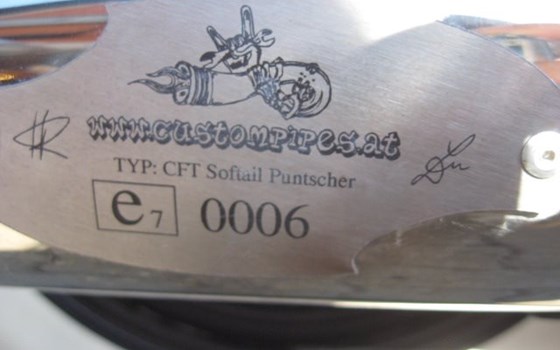 www.custompipes.at
TYP: CFT Softail Puntscher
e7 0006